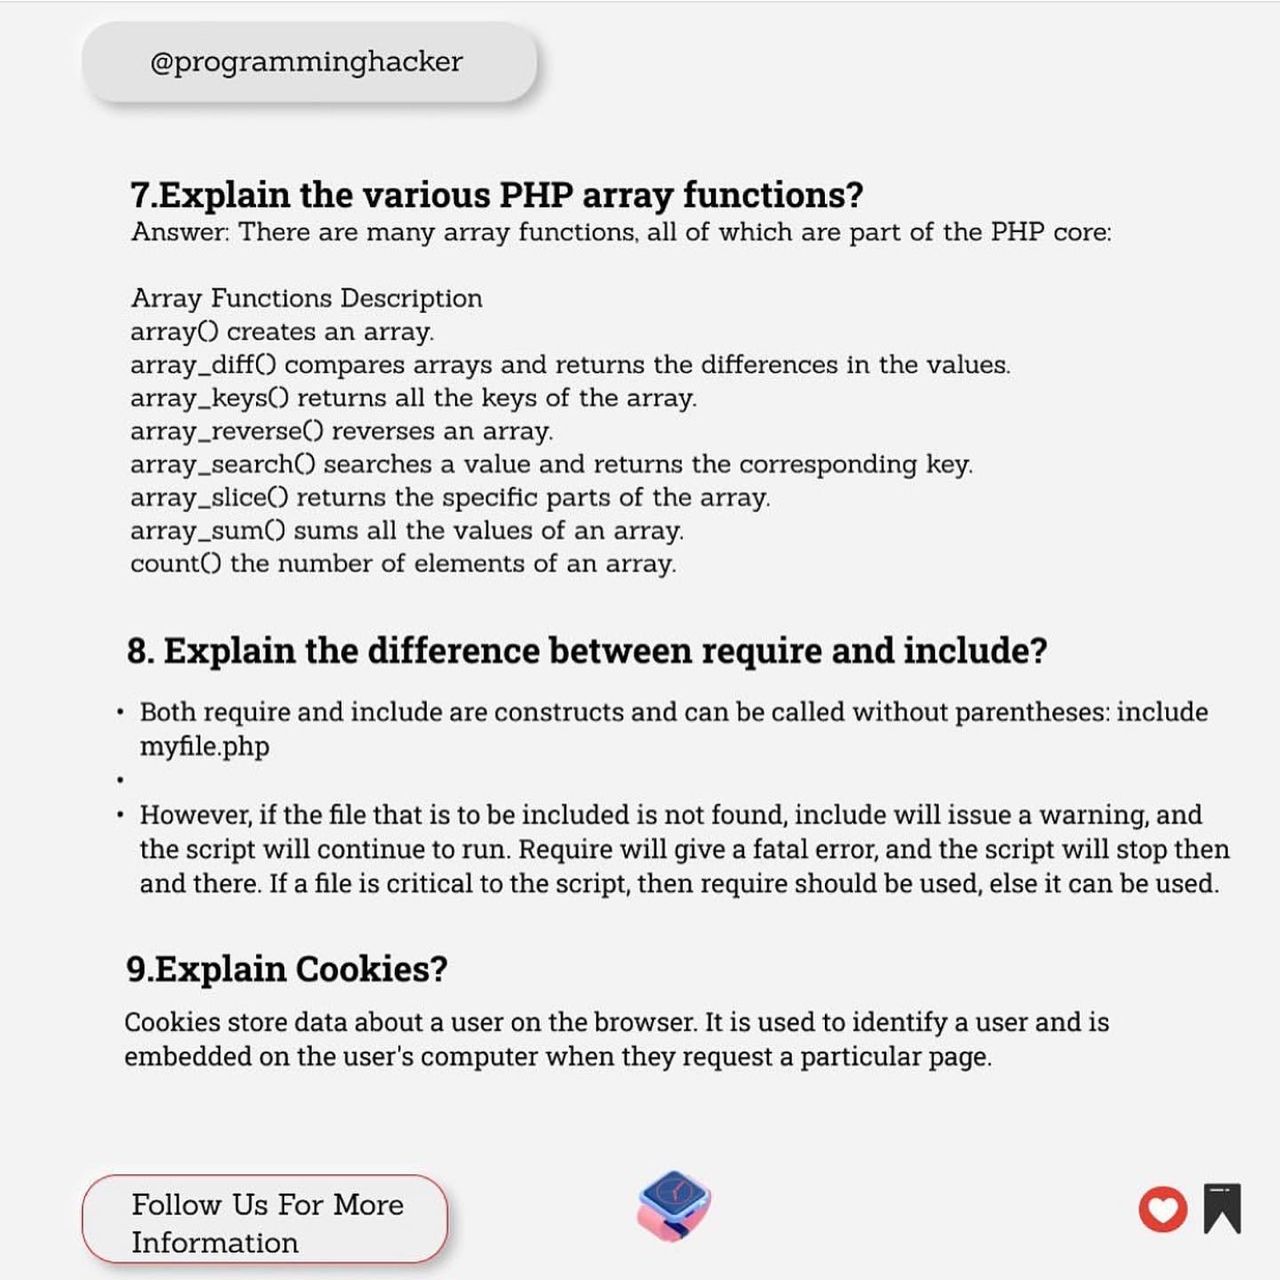 @programminghacker
7.Explain the various PHP array functions?
Answer: There are many array functions, all of which are part of the PHP core:
Array Functions Description
array() creates an array.
array_diff() compares arrays and returns the differences in the values.
array_keys() returns all the keys of the array.
array_reverse() reverses an array.
array_search() searches a value and returns the corresponding key.
array_slice() returns the specific parts of the array.
array_sum() sums all the values of an array.
count() the number of elements of an array.
8. Explain the difference between require and include?
• Both require and include are constructs and can be called without parentheses: include
myfile.php
•
• However, if the file that is to be included is not found, include will issue a warning, and
the script will continue to run. Require will give a fatal error, and the script will stop then
and there. If a file is critical to the script, then require should be used, else it can be used.
9.Explain Cookies?
Cookies store data about a user on the browser. It is used to identify a user and is
embedded on the user's computer when they request a particular page.
Follow Us For More
Information